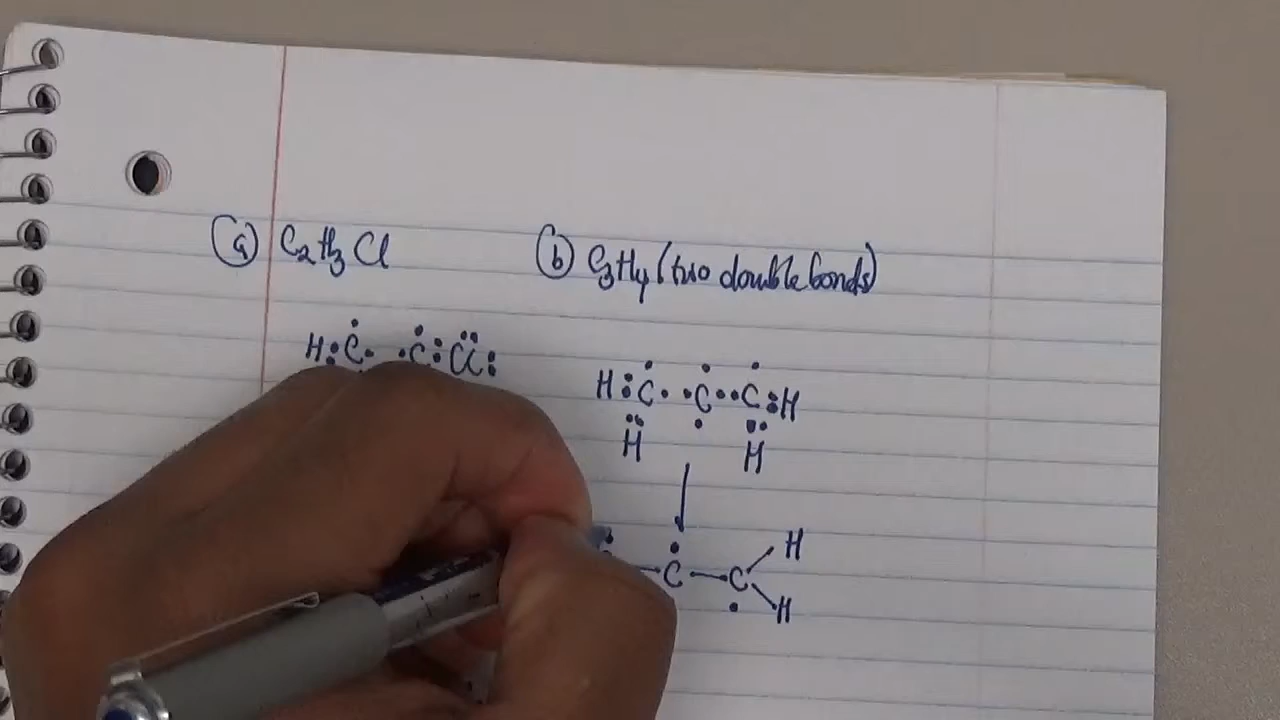 (a) C2H3Cl (b) C3H4 (two double bonds)
H:C· ·C:Cl:
H:C· ·C··C:H
H H
H
C—C
H